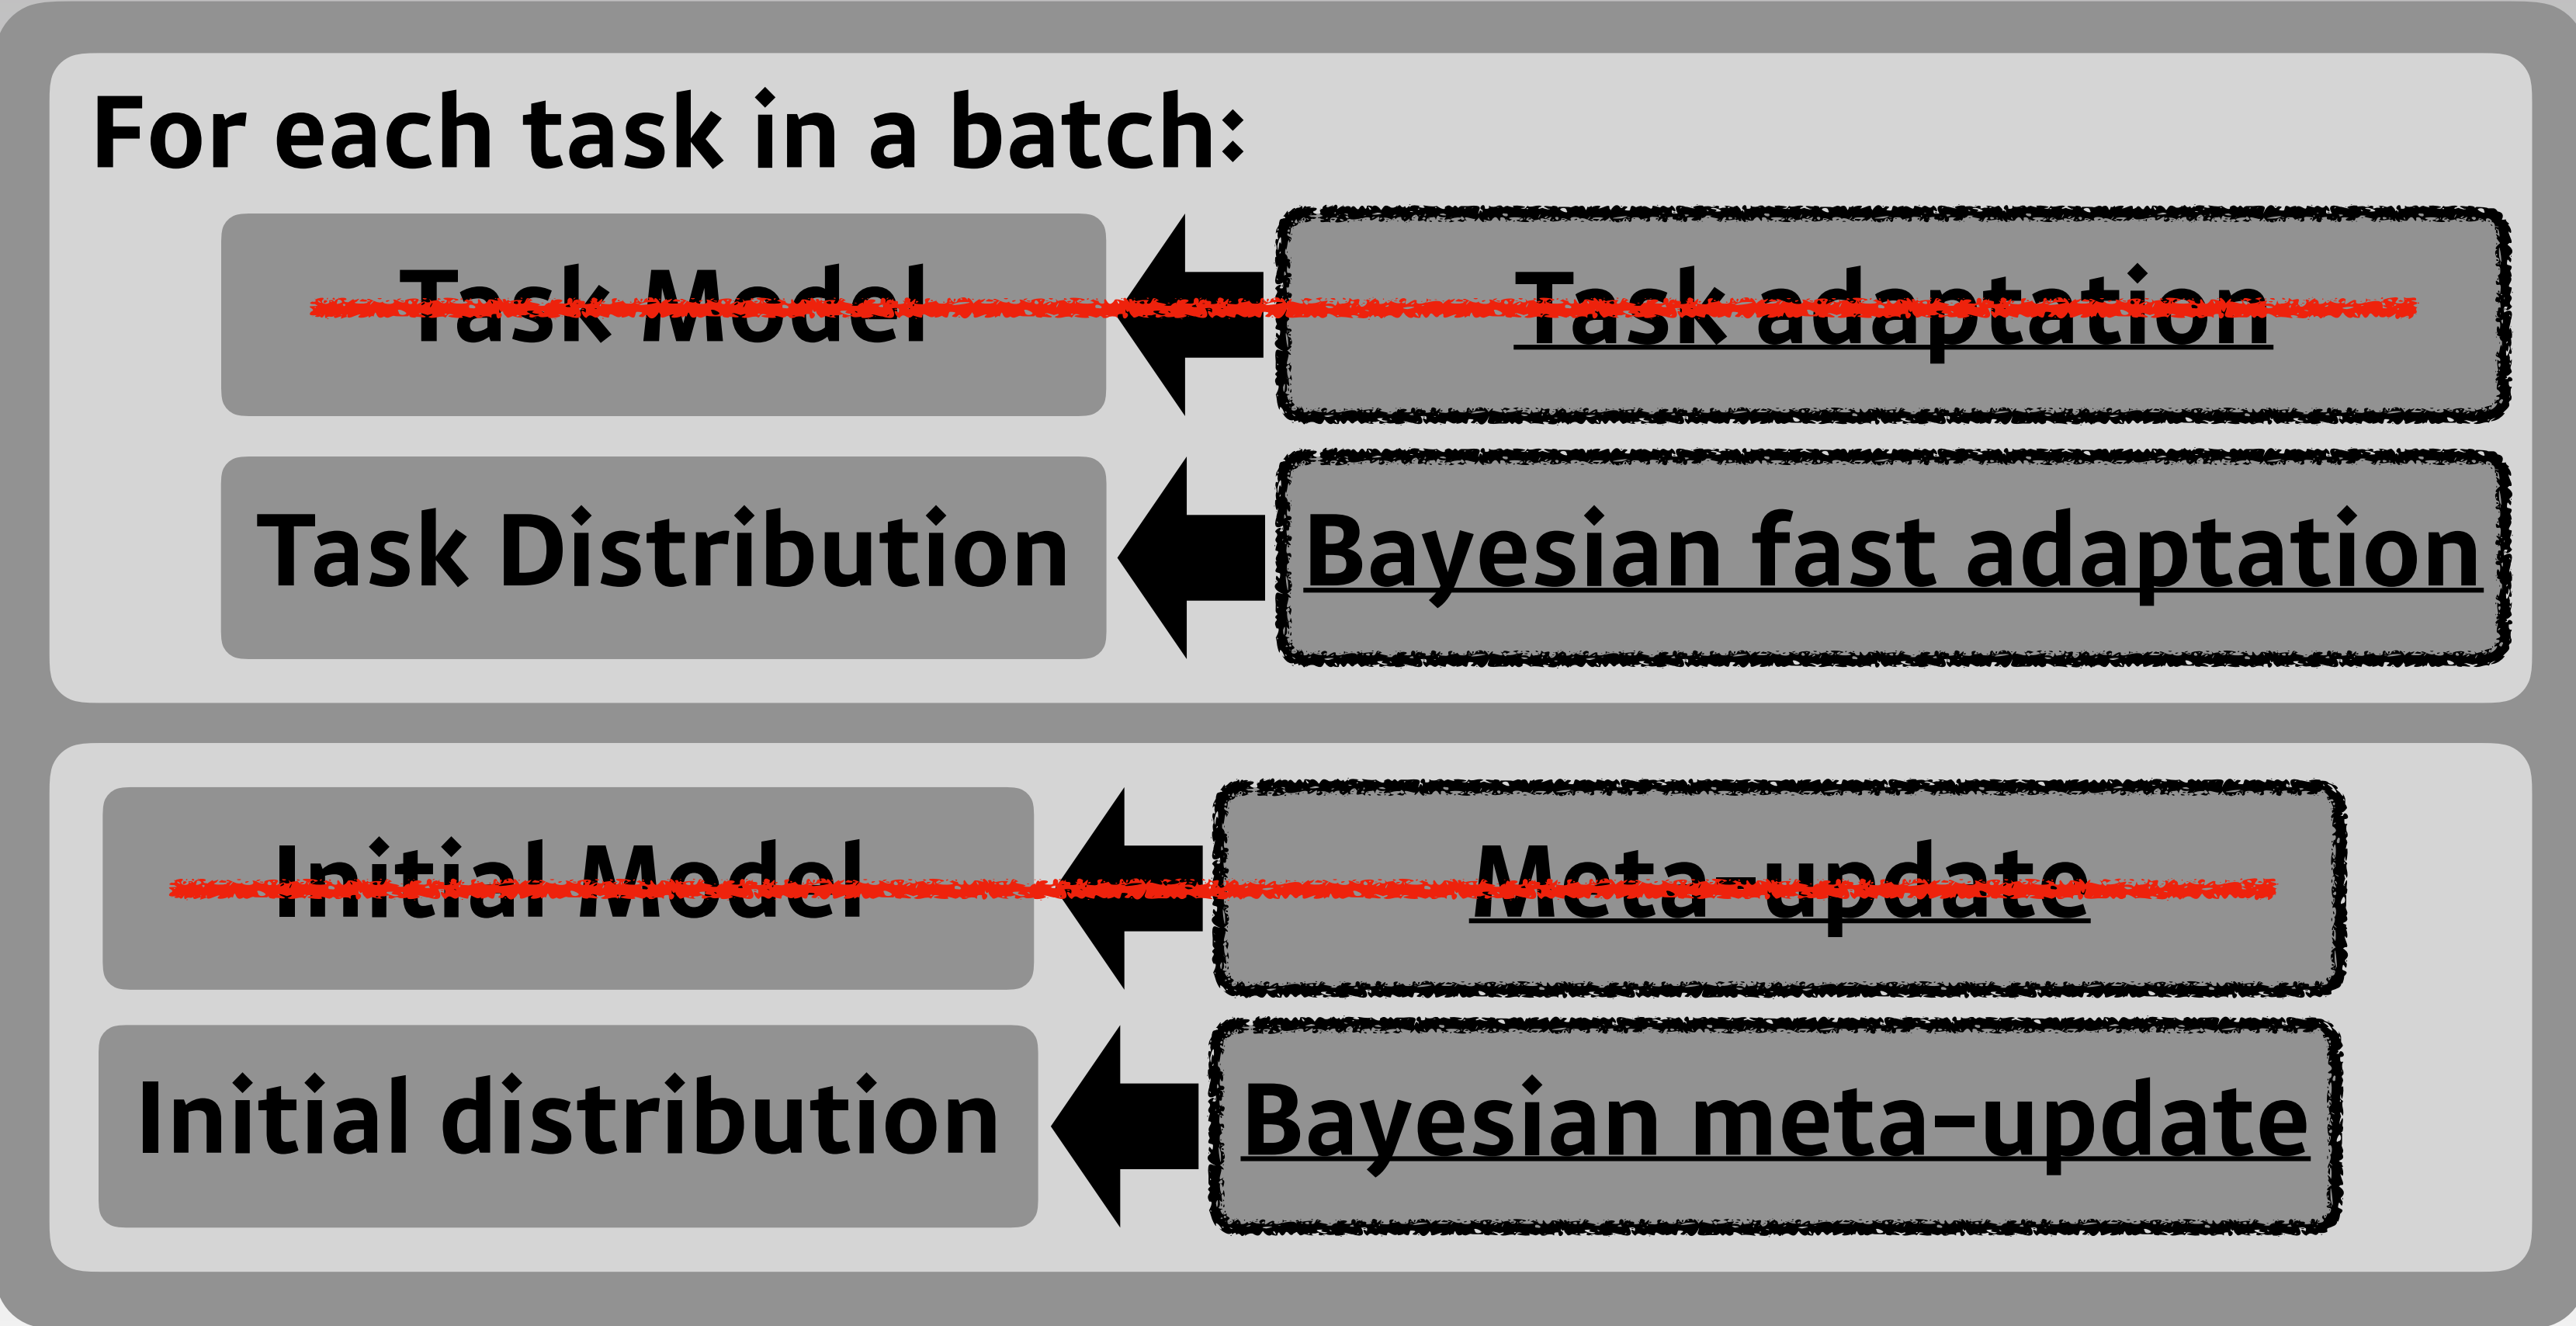 For each task in a batch:
Task Model
Task adaptation
Task Distribution
Bayesian fast adaptation
Initial Model
Meta-update
Initial distribution
Bayesian meta-update